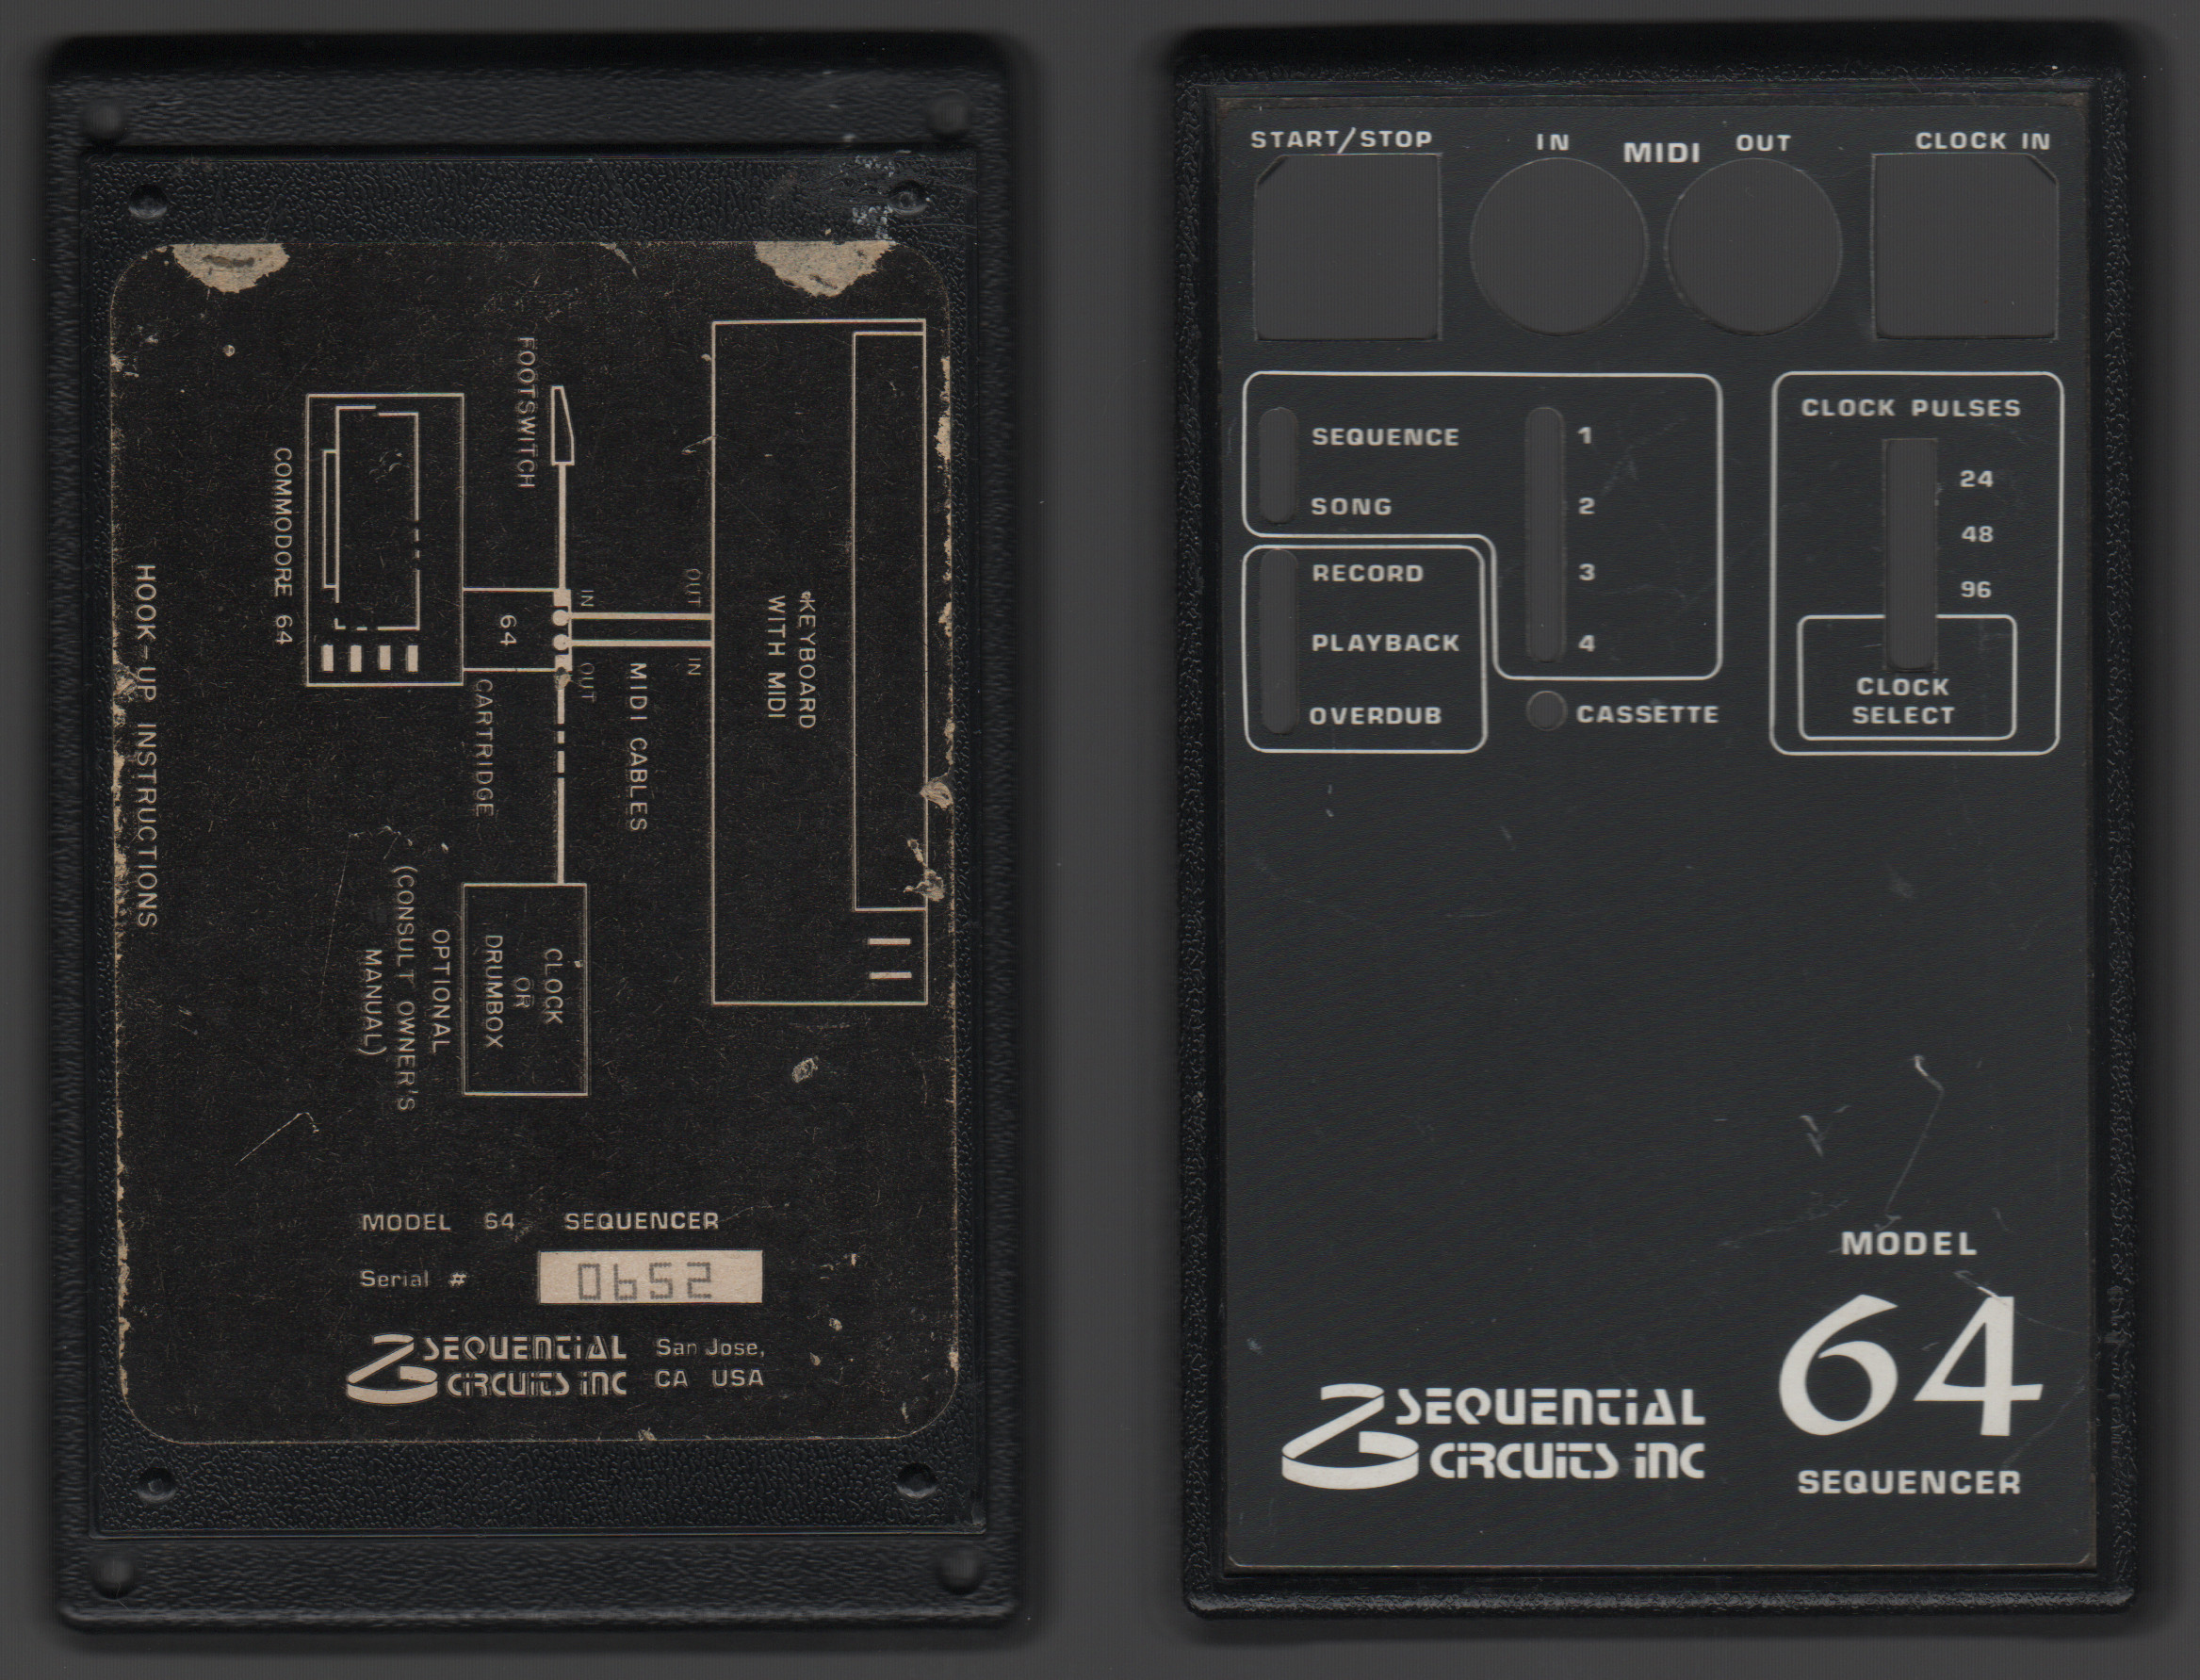 FOOTSWITCH
COMMODORE 64
64
IN
OUT
OUT
IN
MIDI CABLES
CARTRIDGE
KEYBOARD
WITH MIDI
CLOCK
OR
DRUMBOX
OPTIONAL
(CONSULT OWNER'S
MANUAL)
HOOK-UP INSTRUCTIONS
MODEL 64 SEQUENCER
Serial # 0652
SEQUENTIAL
CIRCUITS INC
San Jose,
CA USA
START/STOP
IN MIDI OUT
CLOCK IN
SEQUENCE
SONG
RECORD
PLAYBACK
OVERDUB
1
2
3
4
CASSETTE
CLOCK PULSES
24
48
96
CLOCK
SELECT
MODEL
64
SEQUENCER
SEQUENTIAL
CIRCUITS INC